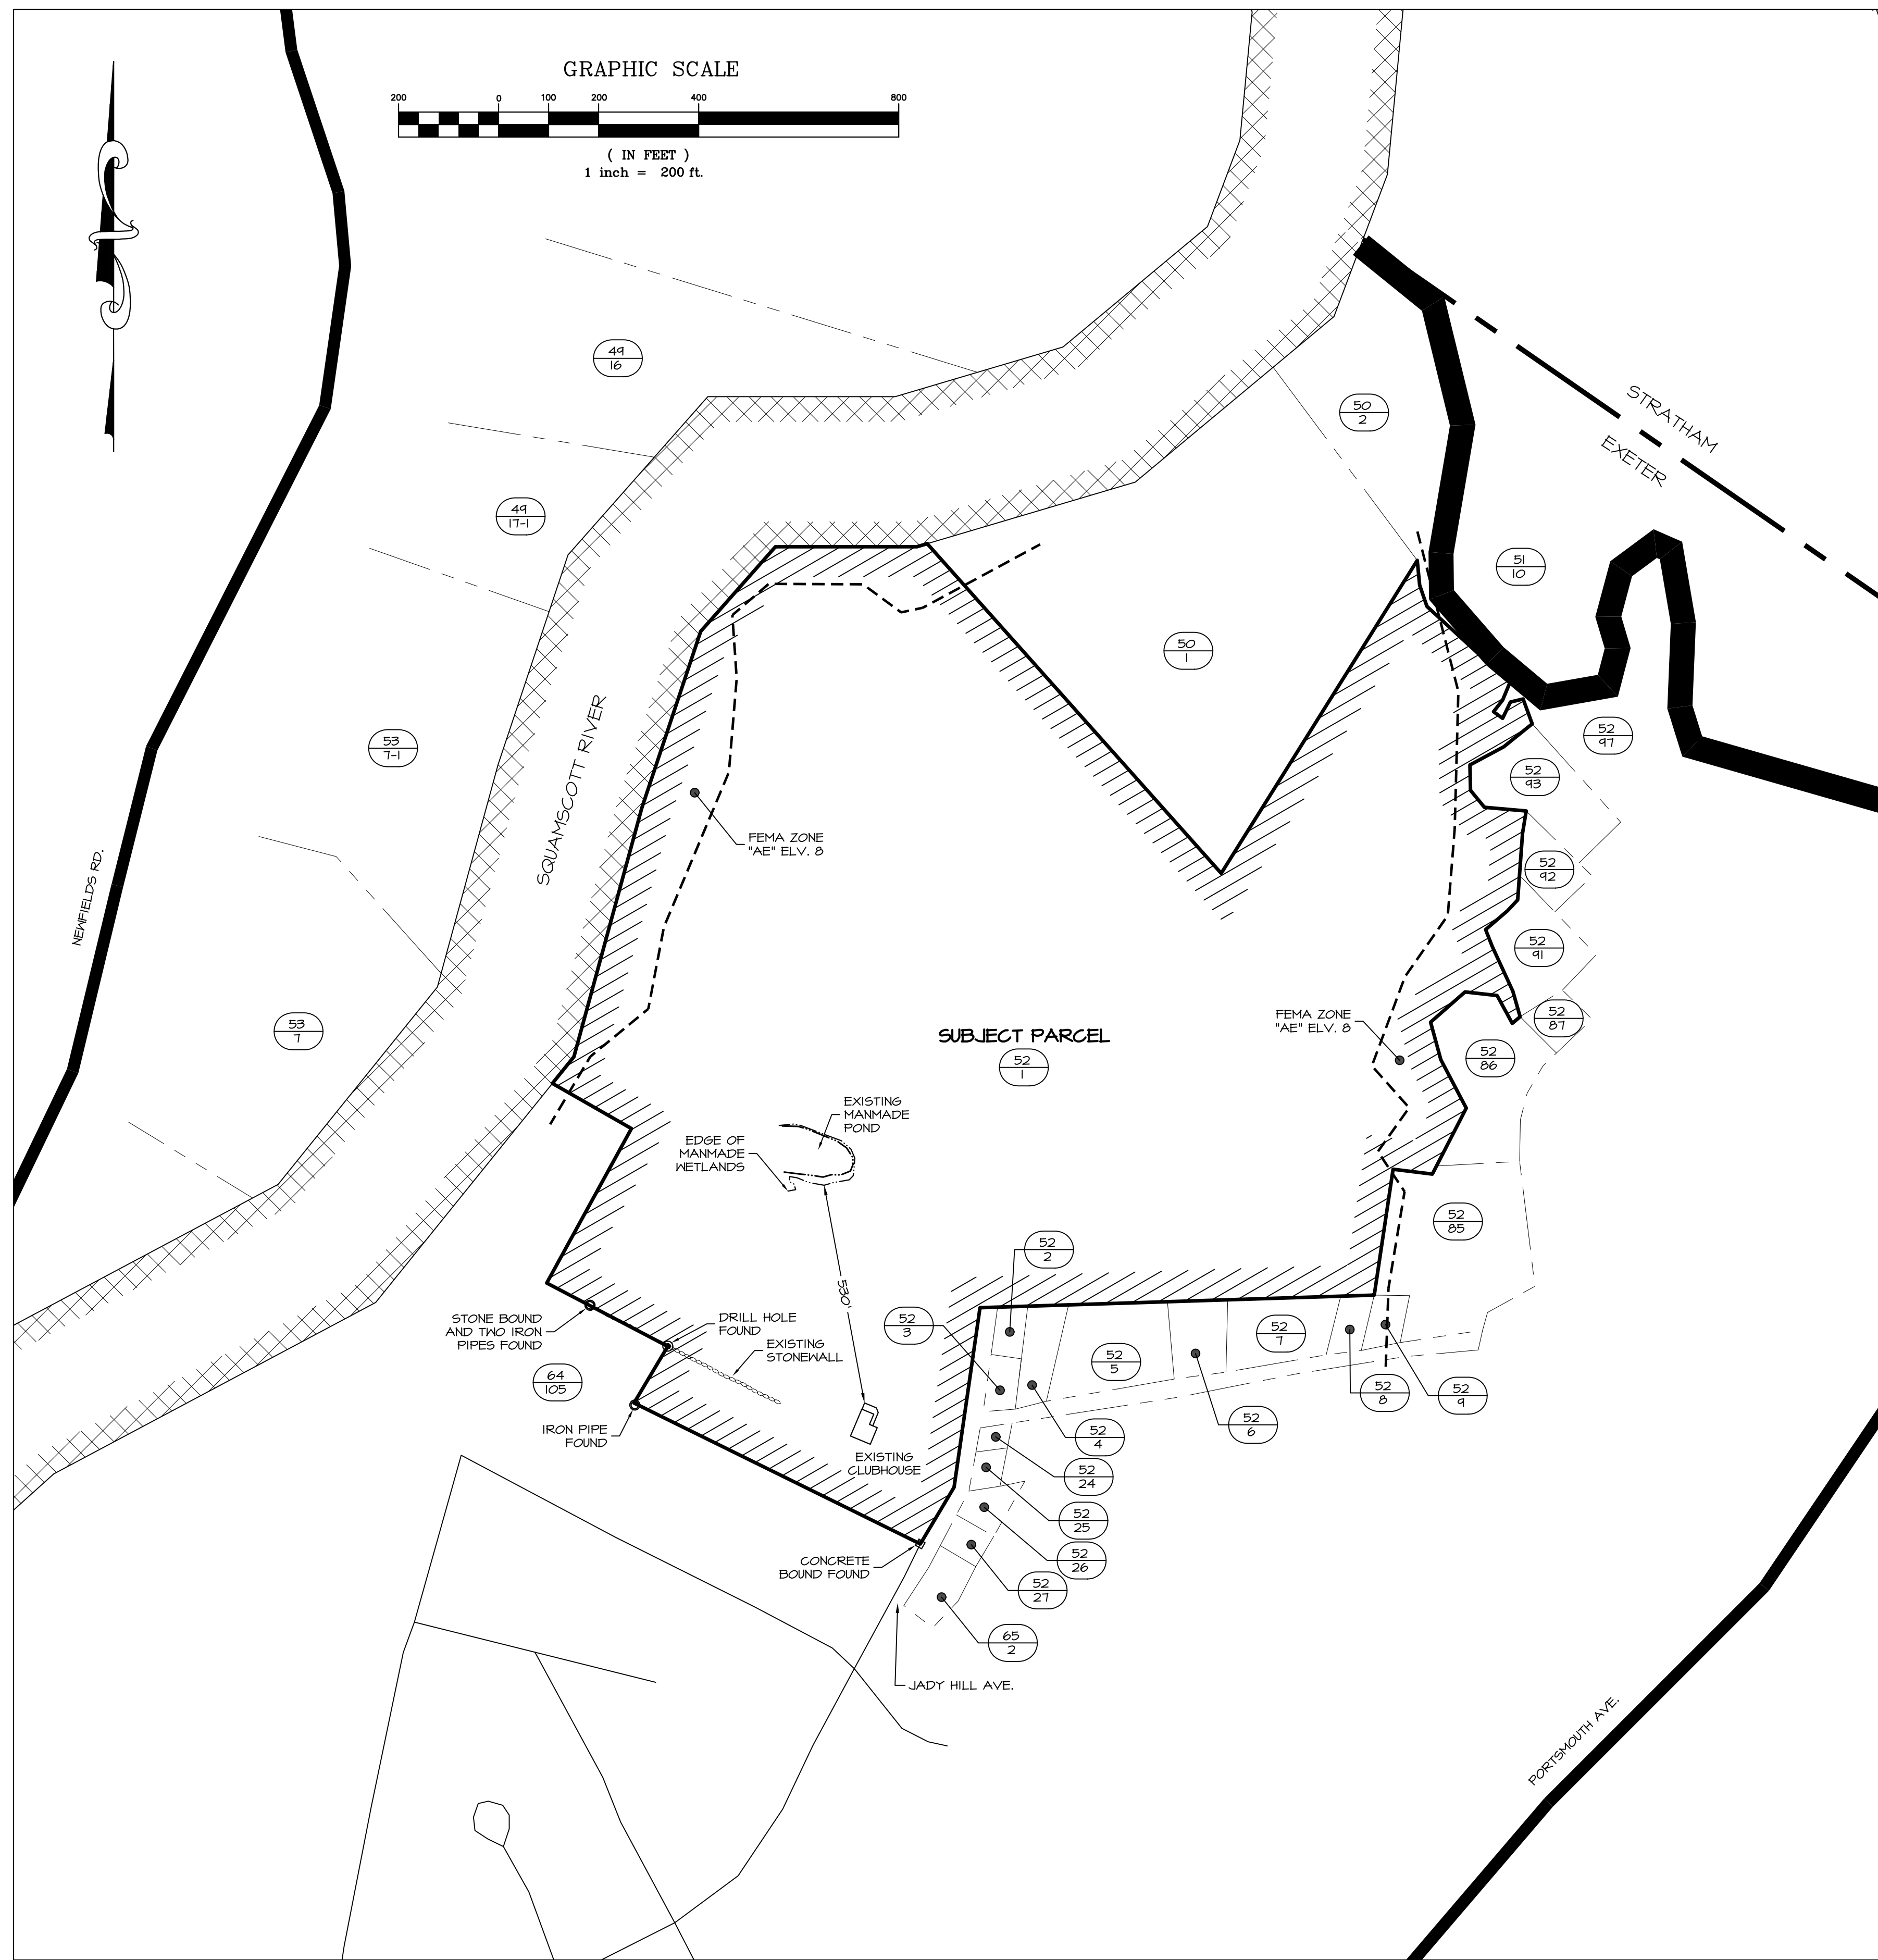 GRAPHIC SCALE
200 0 100 200 400 800
( IN FEET )
1 inch = 200 ft.
49
16
50
2
STRATHAM
EXETER
49
17-1
51
10
50
1
53
7-1
52
97
52
93
SQUAMSCOTT RIVER
NEWFIELDS RD.
FEMA ZONE
"AE" ELV. 8
52
92
52
91
53
7
SUBJECT PARCEL
52
1
FEMA ZONE
"AE" ELV. 8
52
87
52
86
EXISTING
MANMADE
POND
EDGE OF
MANMADE
WETLANDS
52
85
530'
52
2
52
3
STONE BOUND
AND TWO IRON
PIPES FOUND
DRILL HOLE
FOUND
EXISTING
STONEWALL
52
5
52
7
64
105
52
8
52
9
IRON PIPE
FOUND
52
4
52
6
EXISTING
CLUBHOUSE
52
24
52
25
CONCRETE
BOUND FOUND
52
26
52
27
65
2
JADY HILL AVE.
PORTSMOUTH AVE.